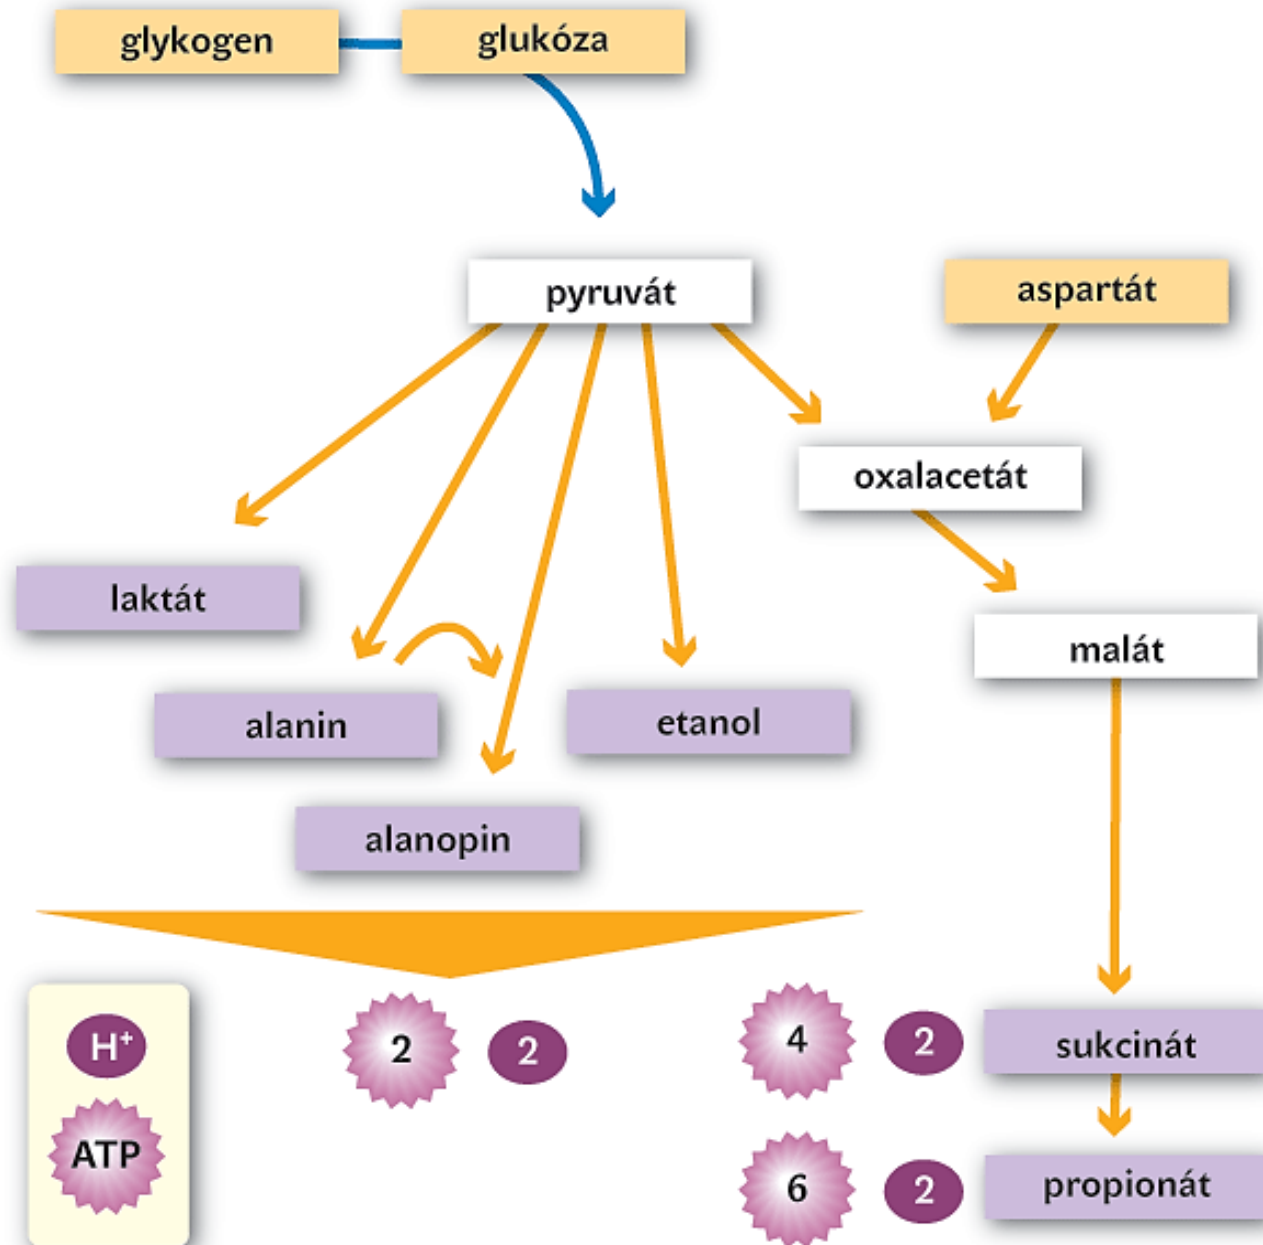 glykogen
glukóza
pyruvát
aspartát
oxalacetát
laktát
malát
alanin
etanol
alanopin
H⁺
2
2
4
2
sukcinát
ATP
6
2
propionát